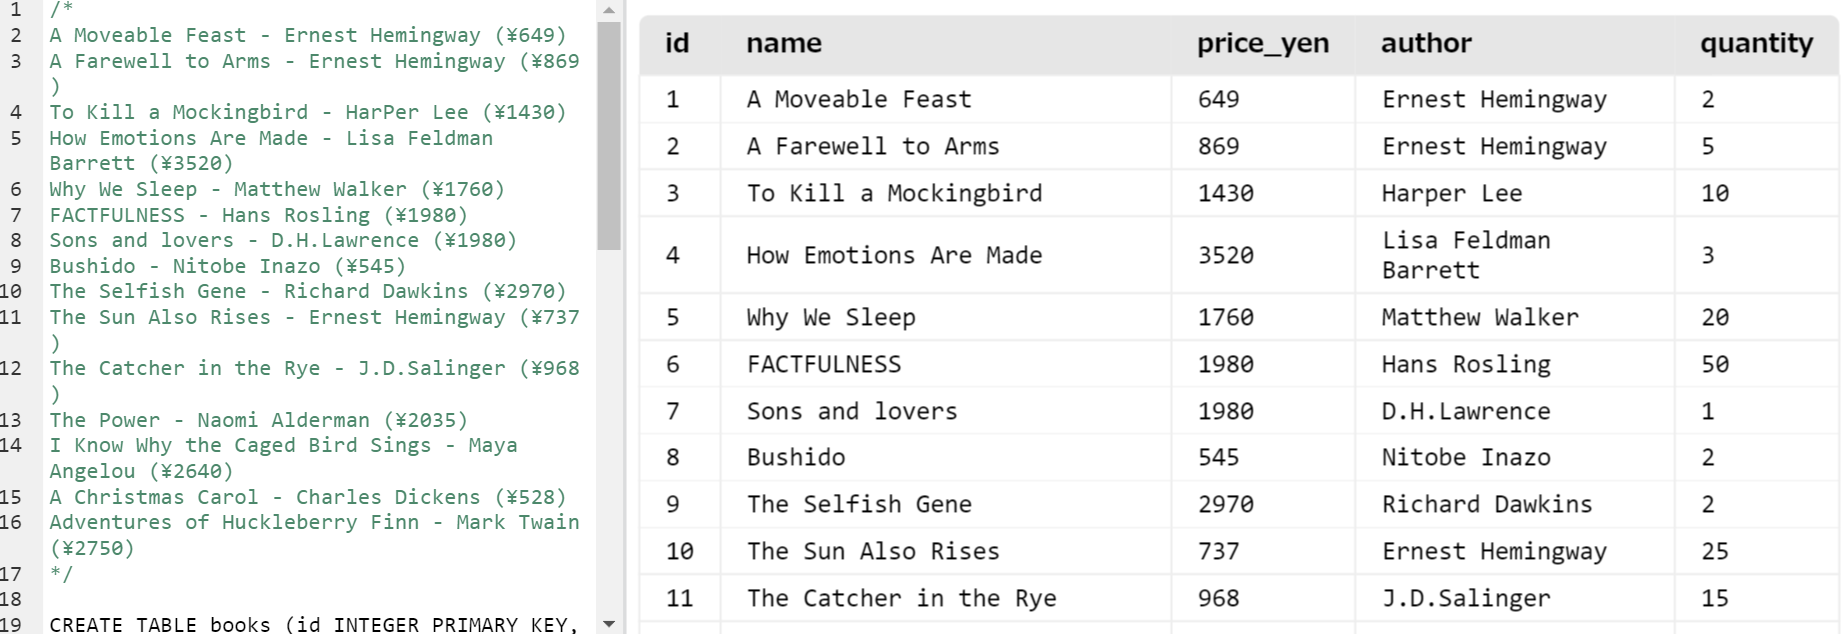 1 /*
2 A Moveable Feast - Ernest Hemingway (¥649)
3 A Farewell to Arms - Ernest Hemingway (¥869
)
4 To Kill a Mockingbird - HarPer Lee (¥1430)
5 How Emotions Are Made - Lisa Feldman
Barrett (¥3520)
6 Why We Sleep - Matthew Walker (¥1760)
7 FACTFULNESS - Hans Rosling (¥1980)
8 Sons and lovers - D.H.Lawrence (¥1980)
9 Bushido - Nitobe Inazo (¥545)
10 The Selfish Gene - Richard Dawkins (¥2970)
11 The Sun Also Rises - Ernest Hemingway (¥737
)
12 The Catcher in the Rye - J.D.Salinger (¥968
)
13 The Power - Naomi Alderman (¥2035)
14 I Know Why the Caged Bird Sings - Maya
Angelou (¥2640)
15 A Christmas Carol - Charles Dickens (¥528)
16 Adventures of Huckleberry Finn - Mark Twain
(¥2750)
17 */
18
19 CREATE TABLE books (id INTEGER PRIMARY KEY,
id name price_yen author quantity
1 A Moveable Feast 649 Ernest Hemingway 2
2 A Farewell to Arms 869 Ernest Hemingway 5
3 To Kill a Mockingbird 1430 Harper Lee 10
4 How Emotions Are Made 3520 Lisa Feldman
Barrett 3
5 Why We Sleep 1760 Matthew Walker 20
6 FACTFULNESS 1980 Hans Rosling 50
7 Sons and lovers 1980 D.H.Lawrence 1
8 Bushido 545 Nitobe Inazo 2
9 The Selfish Gene 2970 Richard Dawkins 2
10 The Sun Also Rises 737 Ernest Hemingway 25
11 The Catcher in the Rye 968 J.D.Salinger 15